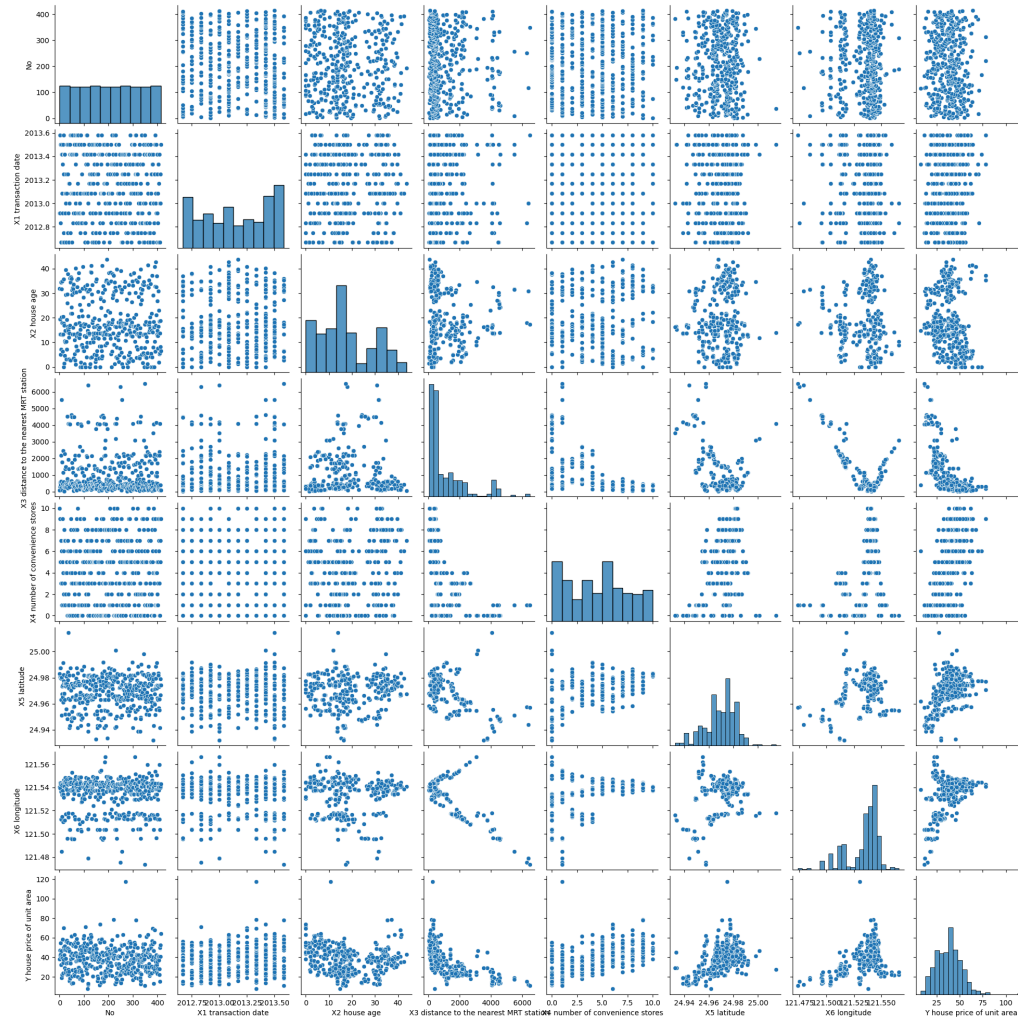 400
300
200
100
0
No
2013.6
2013.4
2013.2
2013.0
2012.8
X1 transaction date
40
30
20
10
0
X2 house age
6000
5000
4000
3000
2000
1000
0
X3 distance to the nearest MRT station
10
8
6
4
2
0
X4 number of convenience stores
25.00
24.98
24.96
24.94
X5 latitude
121.56
121.54
121.52
121.50
121.48
X6 longitude
120
100
80
60
40
20
0
Y house price of unit area
0 100 200 300 400
2012.75 2013.00 2013.25 2013.50
0 20 40
0 2000 4000 6000
0.0 2.5 5.0 7.5 10.0
24.94 24.96 24.98 25.00
121.475 121.500 121.525 121.550
0 25 50 75 100
No
X1 transaction date
X2 house age
X3 distance to the nearest MRT station
X4 number of convenience stores
X5 latitude
X6 longitude
Y house price of unit area